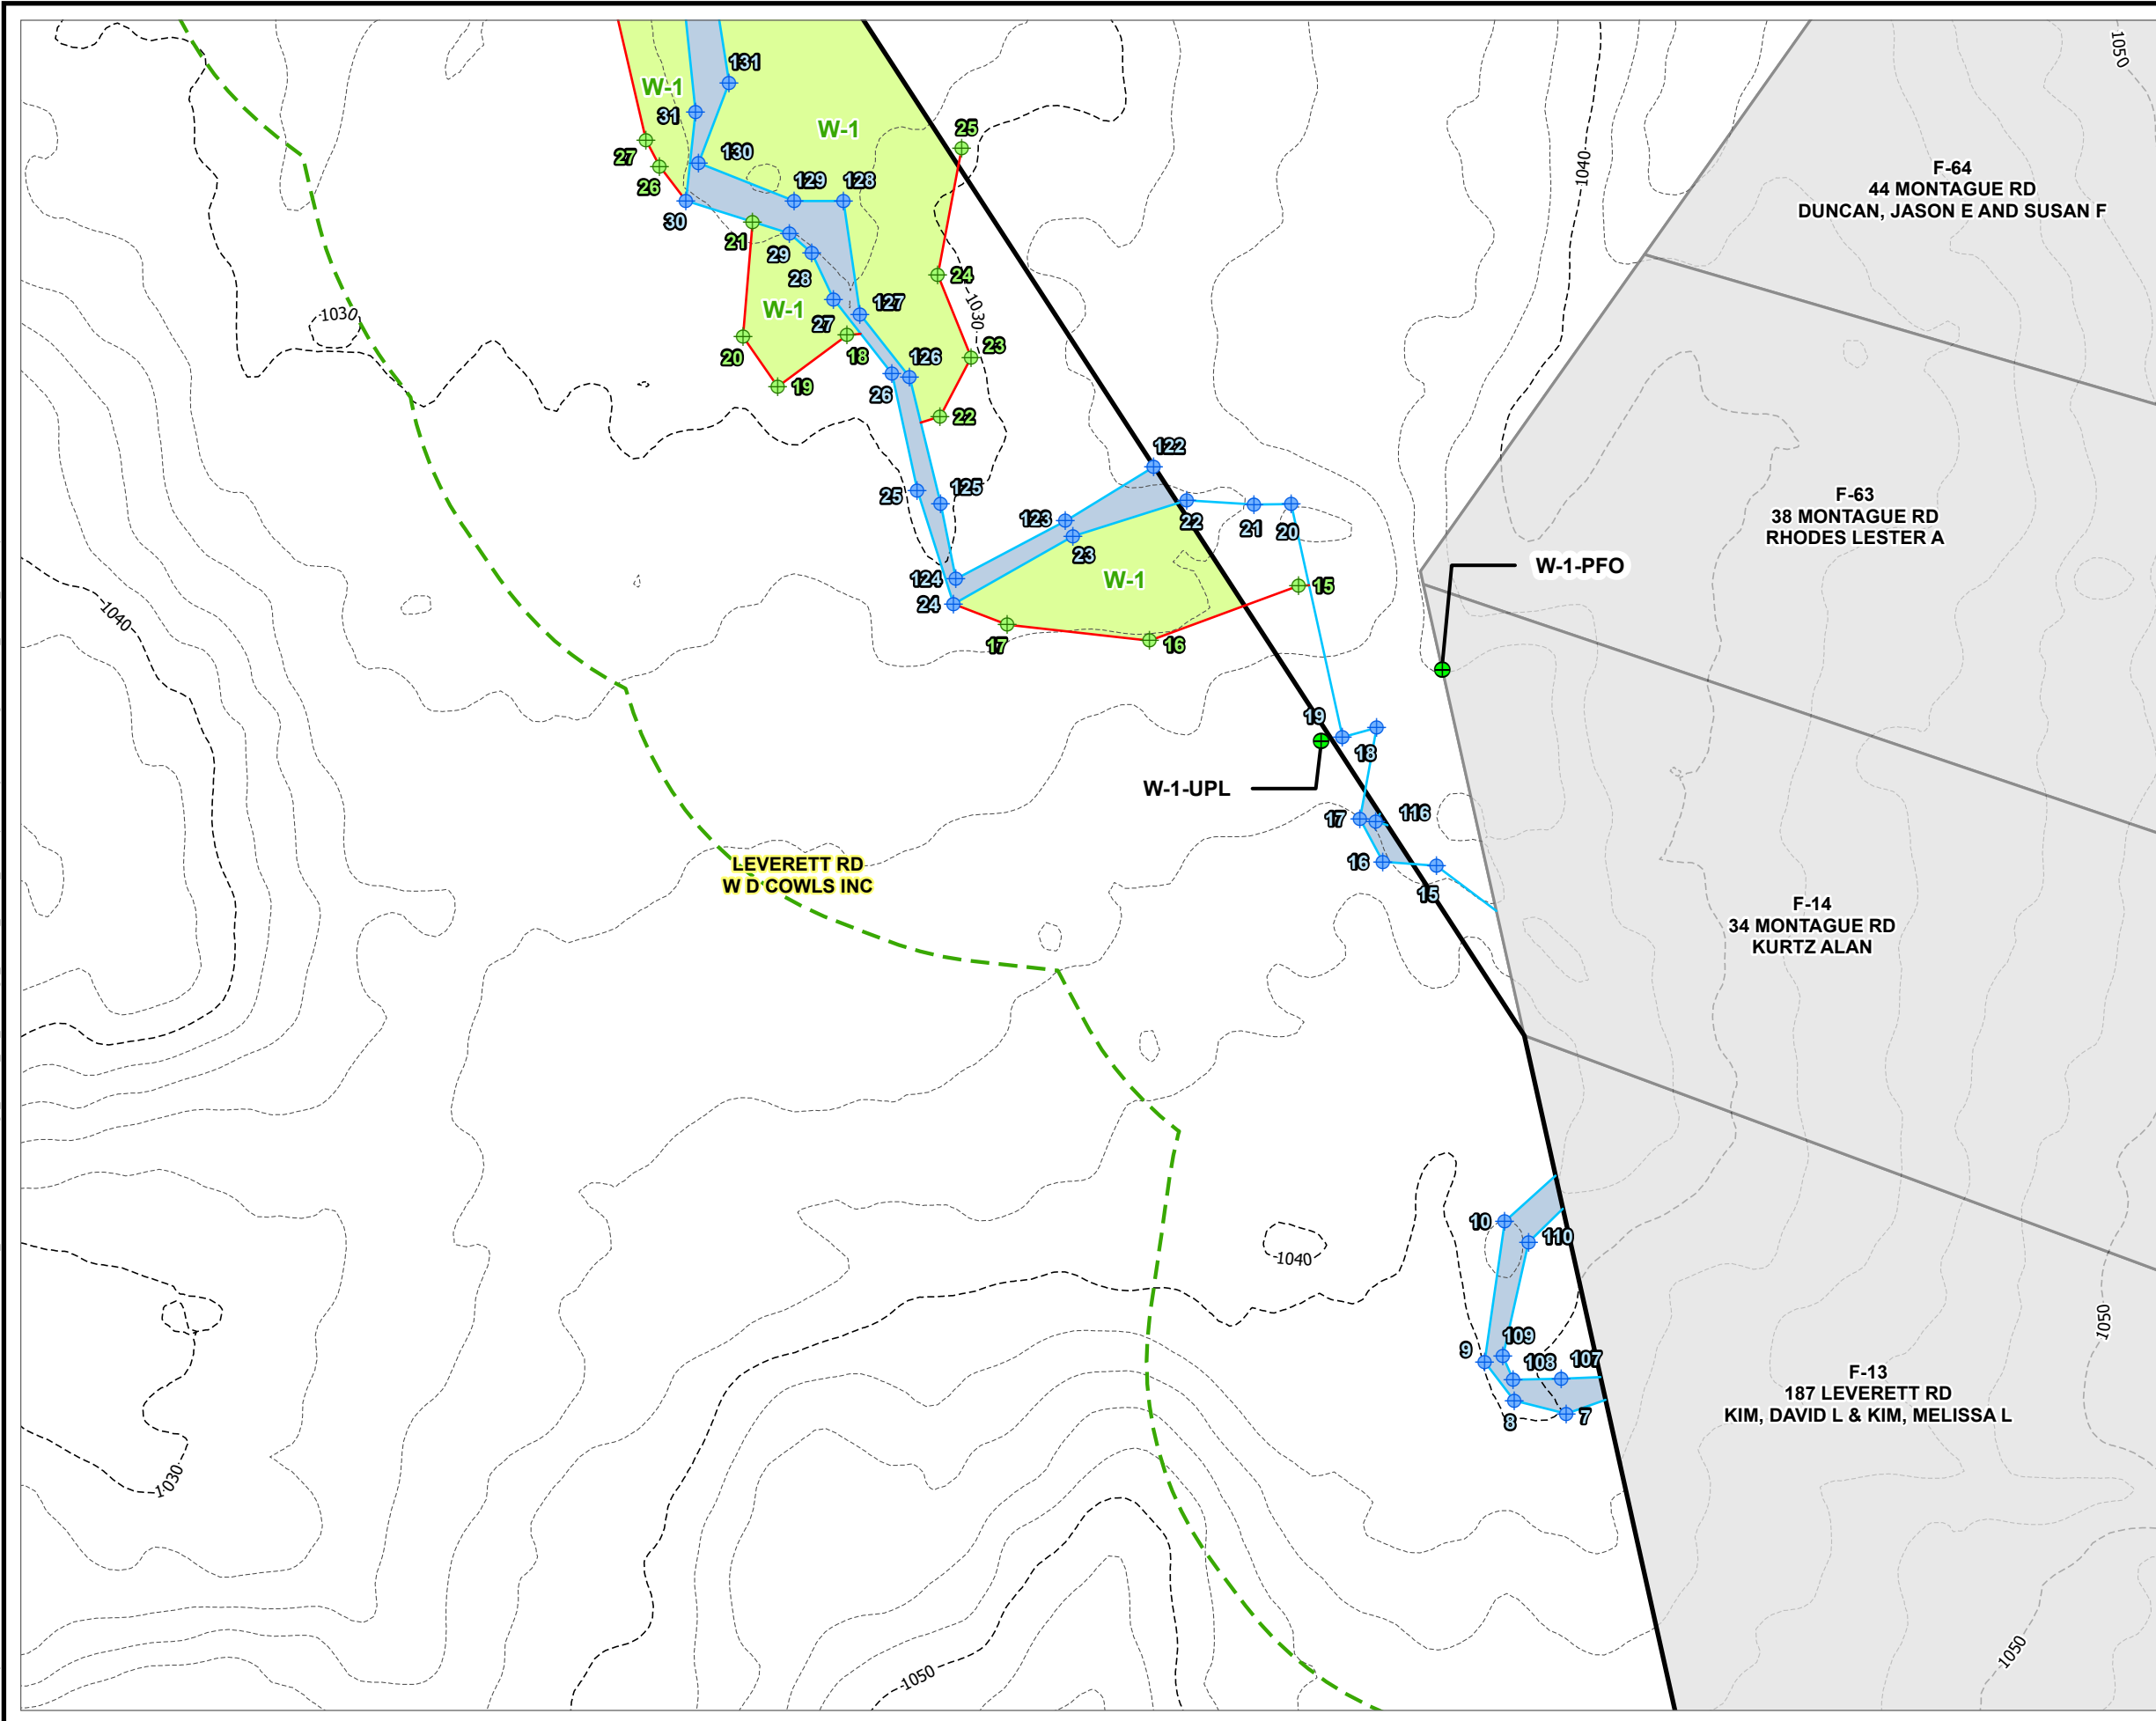 1050
131
W-1
31
W-1
25
27
130
26
129
128
1040
F-64
44 MONTAGUE RD
DUNCAN, JASON E AND SUSAN F
30
21
29
28
24
W-1
127
1030
1030
27
18
20
23
126
19
26
22
122
25
125
123
22
21
20
F-63
38 MONTAGUE RD
RHODES LESTER A
23
W-1-PFO
124
W-1
15
24
1040
17
16
19
18
W-1-UPL
17
116
16
LEVERETT RD
W D COWLS INC
15
F-14
34 MONTAGUE RD
KURTZ ALAN
10
110
1040
1050
109
9
108
107
F-13
187 LEVERETT RD
KIM, DAVID L & KIM, MELISSA L
8
7
1030
1050
1050